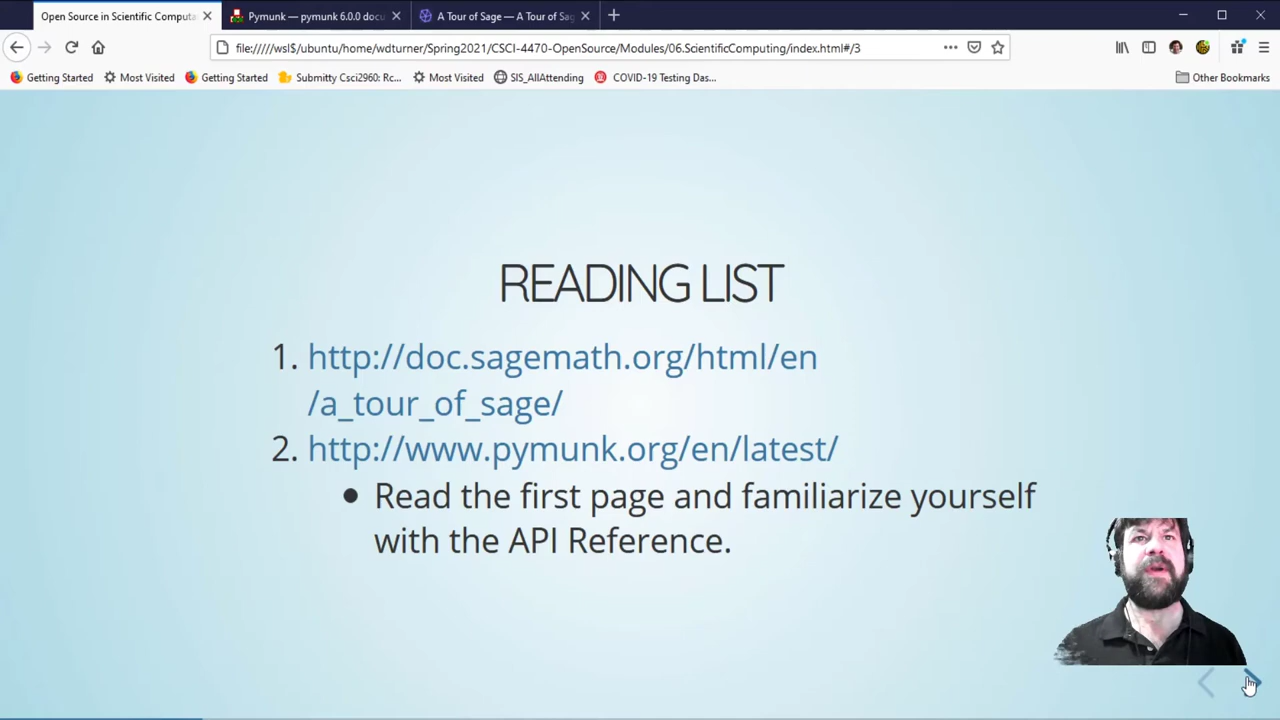 Open Source in Scientific Computa
Pymunk — pymunk 6.0.0 docu
A Tour of Sage — A Tour of Sag
file://///wsl$/ubuntu/home/wdturner/Spring2021/CSCI-4470-OpenSource/Modules/06.ScientificComputing/index.html#/3
Getting Started
Most Visited
Getting Started
Submitty Csci2960: Rc...
Most Visited
SIS_AllAttending
COVID-19 Testing Das...
Other Bookmarks
READING LIST
1. http://doc.sagemath.org/html/en
/a_tour_of_sage/
2. http://www.pymunk.org/en/latest/
• Read the first page and familiarize yourself
with the API Reference.